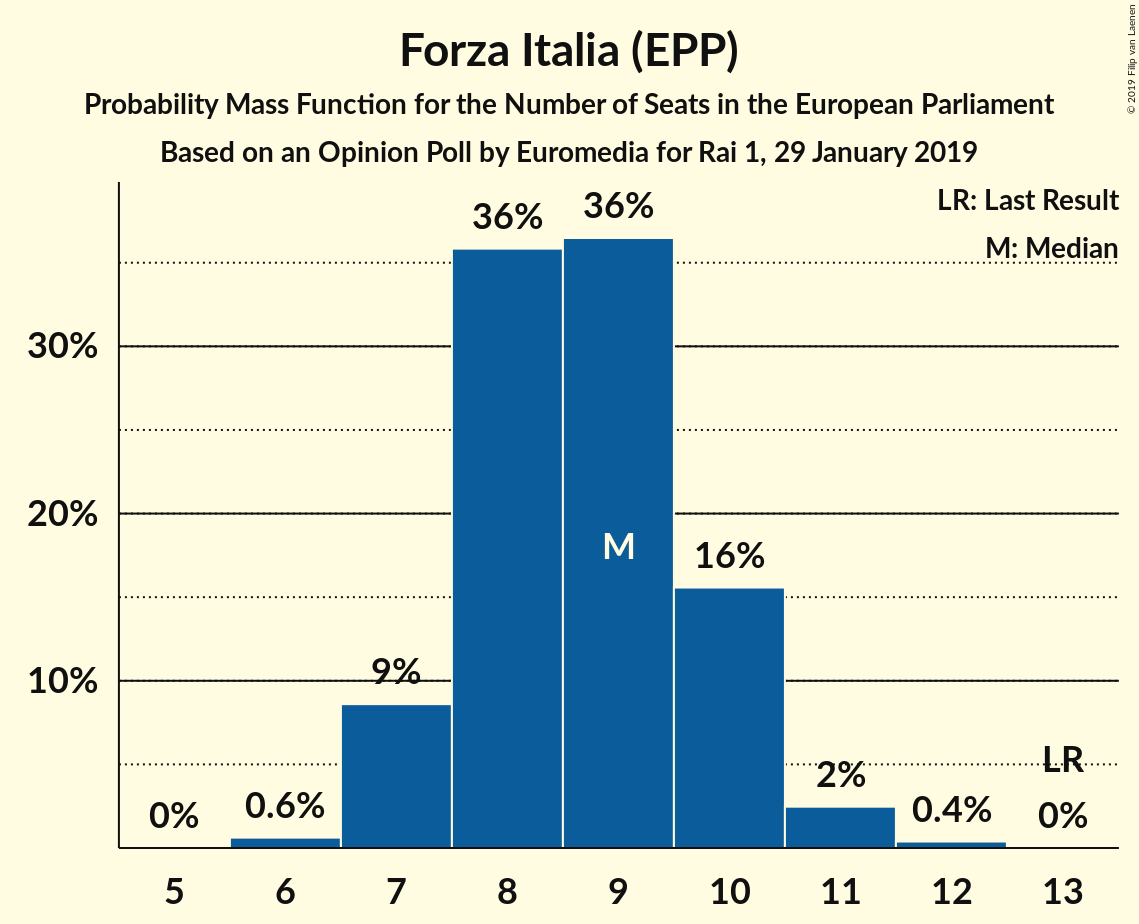 Forza Italia (EPP)
Probability Mass Function for the Number of Seats in the European Parliament
Based on an Opinion Poll by Euromedia for Rai 1, 29 January 2019
© 2019 Filip van Laenen
LR: Last Result
M: Median
36%
36%
30%
20%
M
16%
10%
9%
LR
2%
0%
0.6%
0.4%
0%
5 6 7 8 9 10 11 12 13